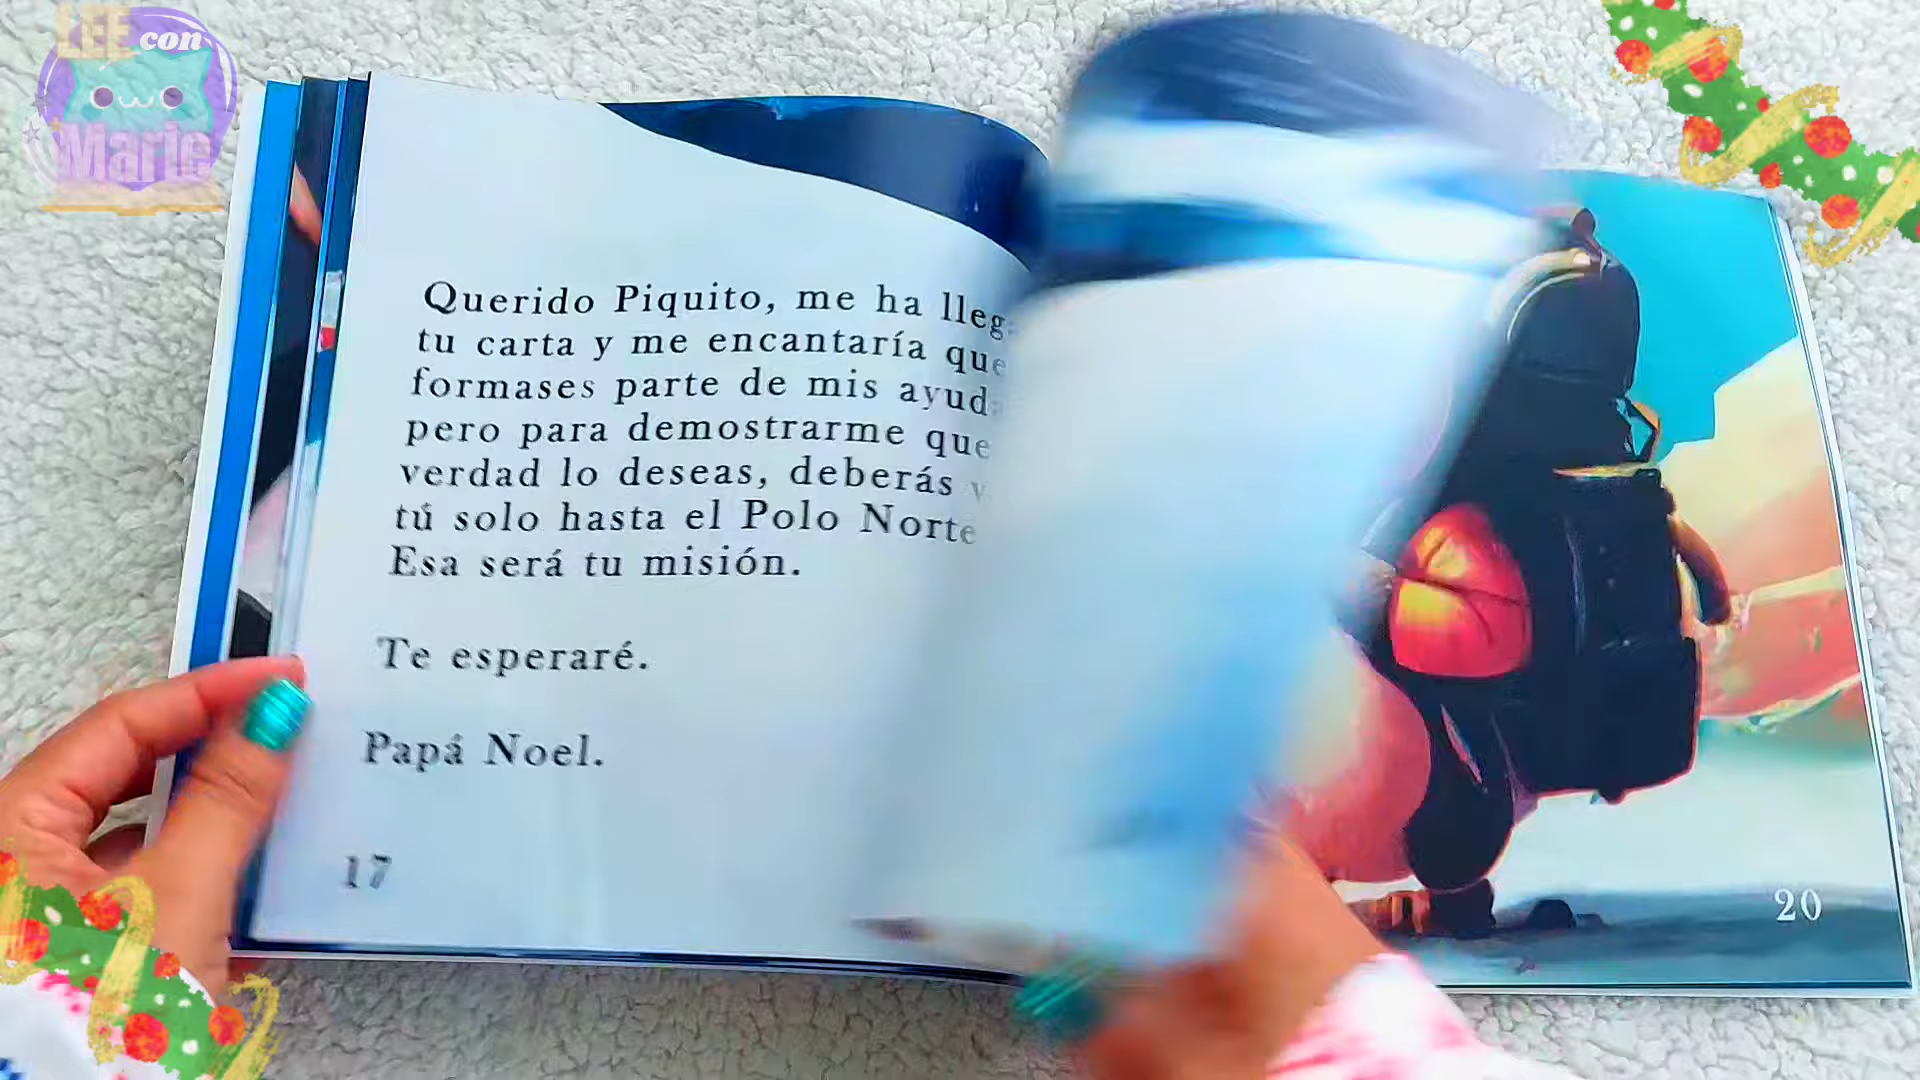 LEE con
Marie
Querido Piquito, me ha
tu carta y me encantaría que
formases parte de mis
pero para demostrarme que
verdad lo deseas, deberás
tú solo hasta el Polo Norte
Esa será tu misión.
Te esperaré.
Papá Noel.
17
20